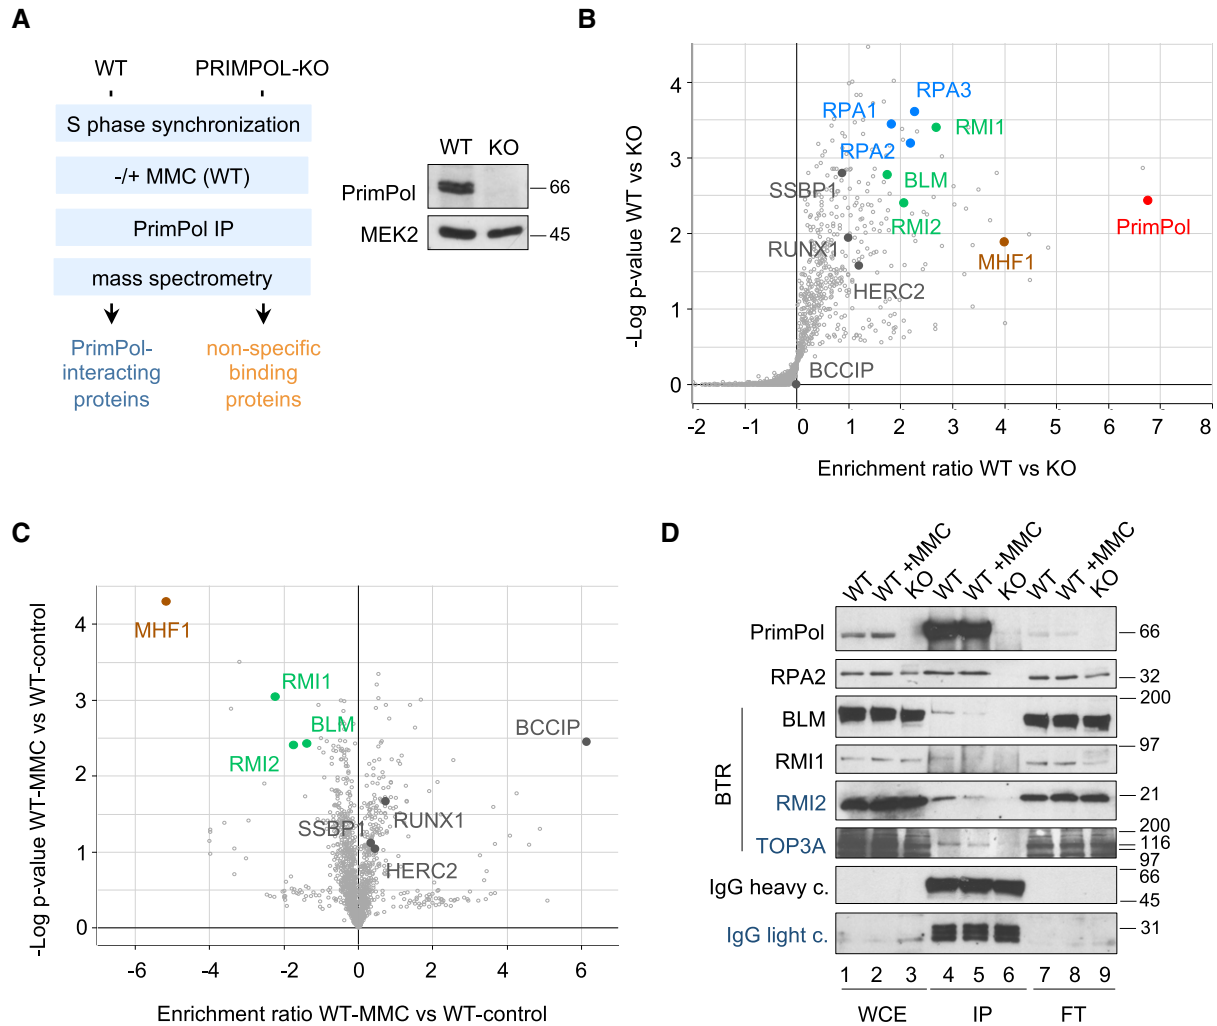 A
WT PRIMPOL-KO
S phase synchronization
-/+ MMC (WT)
PrimPol IP
mass spectrometry
PrimPol-
interacting
proteins
non-specific
binding
proteins
WT KO
PrimPol 66
MEK2 45
B
-Log p-value WT vs KO
4
3
2
1
0
RPA3
RPA1
RMI1
RPA2
SSBP1
BLM
RMI2
PrimPol
RUNX1
MHF1
HERC2
BCCIP
-2 -1 0 1 2 3 4 5 6 7 8
Enrichment ratio WT vs KO
C
-Log p-value WT-MMC vs WT-control
4
3
2
1
0
MHF1
RMI1
BLM
BCCIP
RMI2
SSBP1
RUNX1
HERC2
-6 -4 -2 0 2 4 6
Enrichment ratio WT-MMC vs WT-control
D
WT WT +MMC KO WT WT +MMC KO WT WT +MMC KO
PrimPol 66
RPA2 32
200
BLM
97
RMI1
BTR
RMI2 21
200
TOP3A 116
97
IgG heavy c. 66
45
IgG light c. 31
1 2 3 4 5 6 7 8 9
WCE IP FT